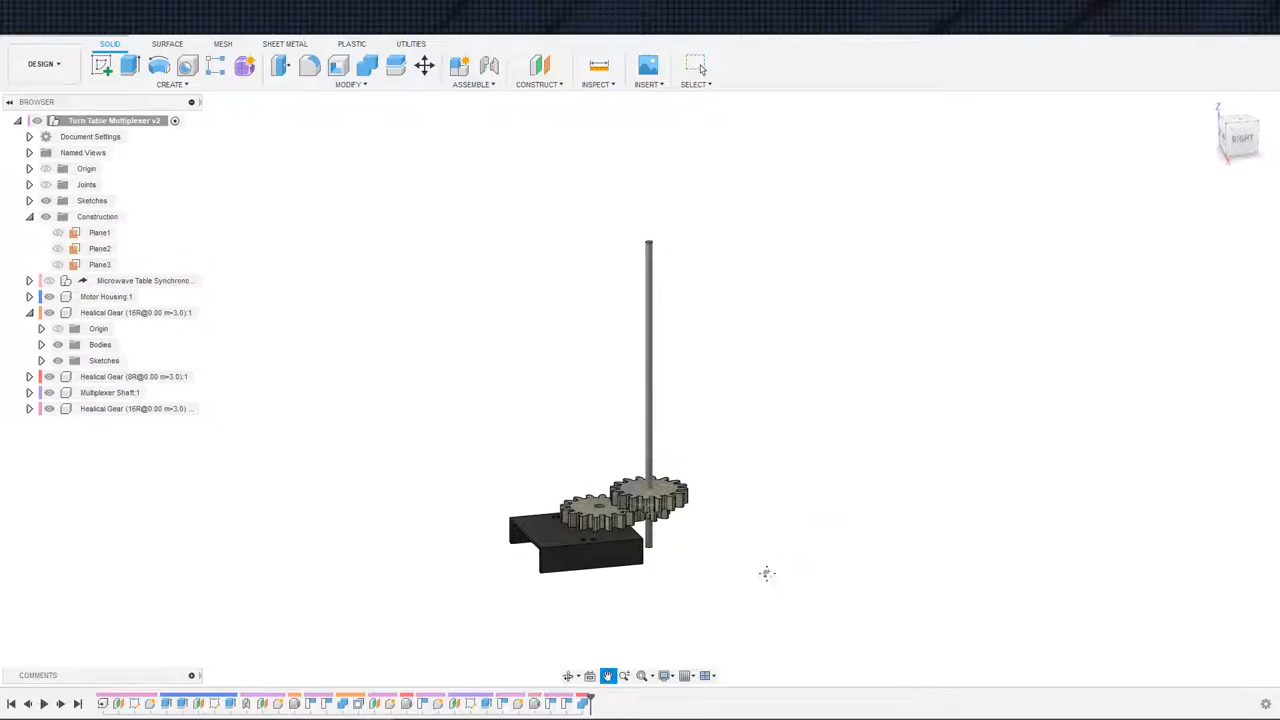 SOLID SURFACE MESH SHEET METAL PLASTIC UTILITIES
DESIGN
CREATE MODIFY ASSEMBLE CONSTRUCT INSPECT INSERT SELECT
BROWSER
Turn Table Multiplexer v2
Document Settings
Named Views
Origin
Joints
Sketches
Construction
Plane1
Plane2
Plane3
Microwave Table Synchrono...
Motor Housing:1
Healical Gear (16R@0.00 m=3.0):1
Origin
Bodies
Sketches
Healical Gear (8R@0.00 m=3.0):1
Multiplexer Shaft:1
Healical Gear (16R@0.00 m=3.0) ...
Z
RIGHT
X
COMMENTS